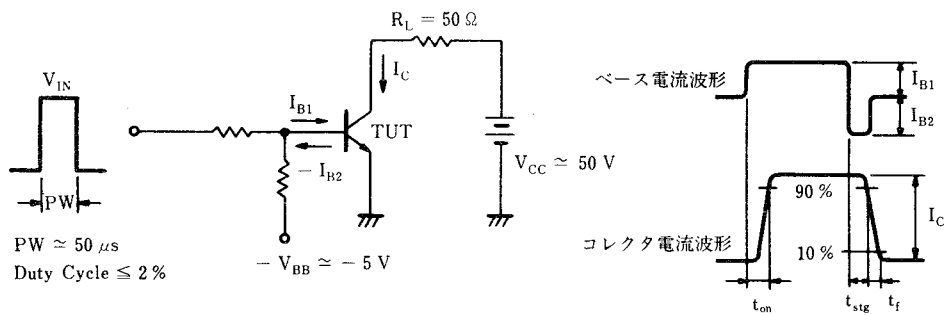 R_L = 50 Ω
V_IN
I_C
I_B1
TUT
− I_B2
V_CC ≃ 50 V
PW
PW ≃ 50 μs
Duty Cycle ≦ 2 %
− V_BB ≃ − 5 V
ベース電流波形
I_B1
I_B2
コレクタ電流波形
90 %
10 %
I_C
t_on
t_stg
t_f